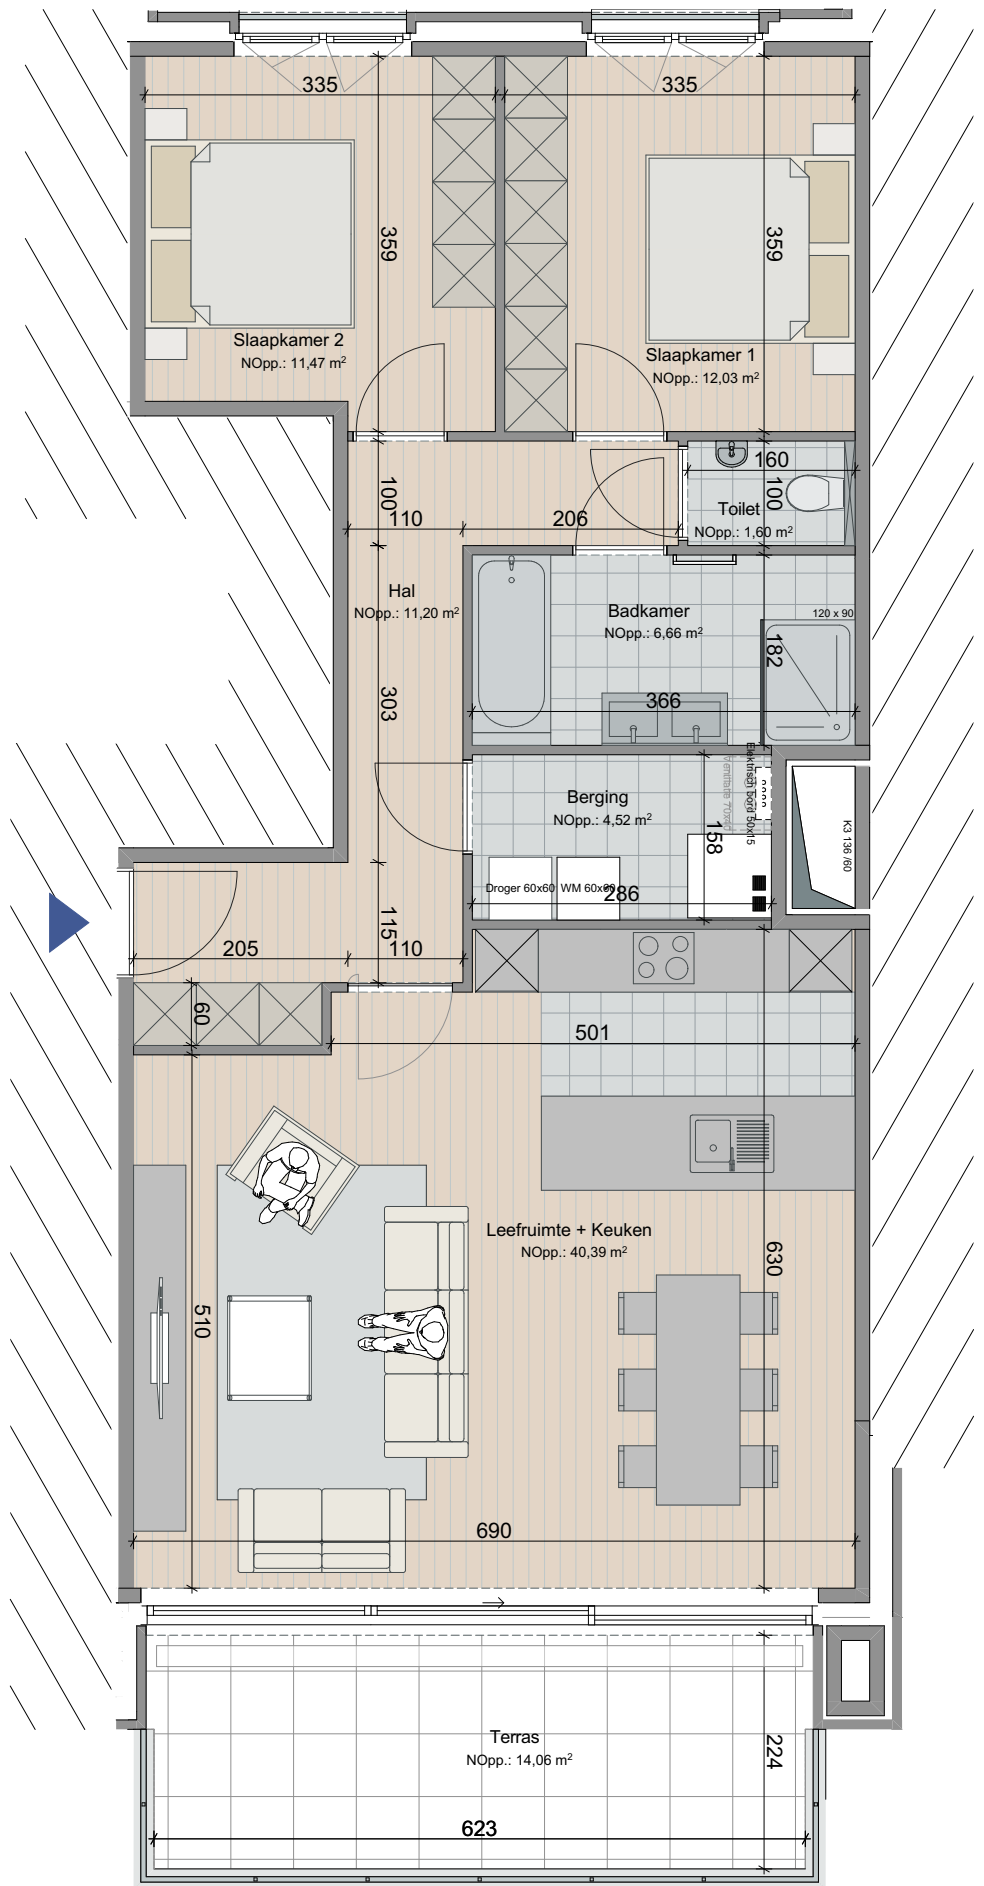 335
335
359
359
Slaapkamer 2
NOpp.: 11,47 m²
Slaapkamer 1
NOpp.: 12,03 m²
160
100
100
110
206
Toilet
NOpp.: 1,60 m²
Hal
NOpp.: 11,20 m²
Badkamer
NOpp.: 6,66 m²
120 x 90
182
303
366
Elektrisch bord 50x15
Berging
NOpp.: 4,52 m²
158
K3 136 /60
Droger 60x60
WM 60x60
286
115
205
110
60
501
Leefruimte + Keuken
NOpp.: 40,39 m²
630
510
690
Terras
NOpp.: 14,06 m²
224
623